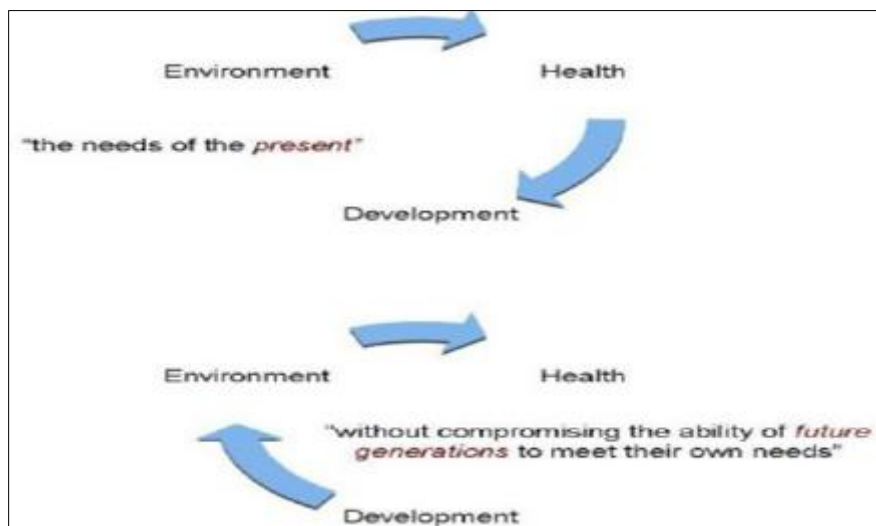 Environment Health
"the needs of the present"
Development
Environment Health
"without compromising the ability of future
generations to meet their own needs"
Development